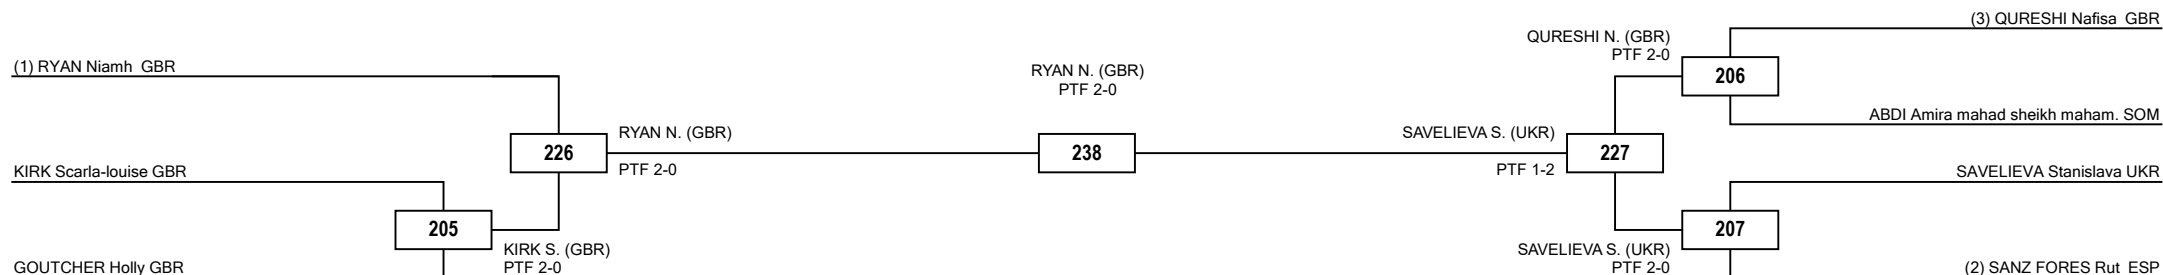 (3) QURESHI Nafisa GBR
QURESHI N. (GBR)
PTF 2-0
(1) RYAN Niamh GBR
RYAN N. (GBR)
PTF 2-0
206
ABDI Amira mahad sheikh maham. SOM
RYAN N. (GBR)
SAVELIEVA S. (UKR)
226
238
227
PTF 2-0
PTF 1-2
KIRK Scarla-louise GBR
SAVELIEVA Stanislava UKR
205
207
KIRK S. (GBR)
SAVELIEVA S. (UKR)
GOUTCHER Holly GBR
PTF 2-0
PTF 2-0
(2) SANZ FORES Rut ESP